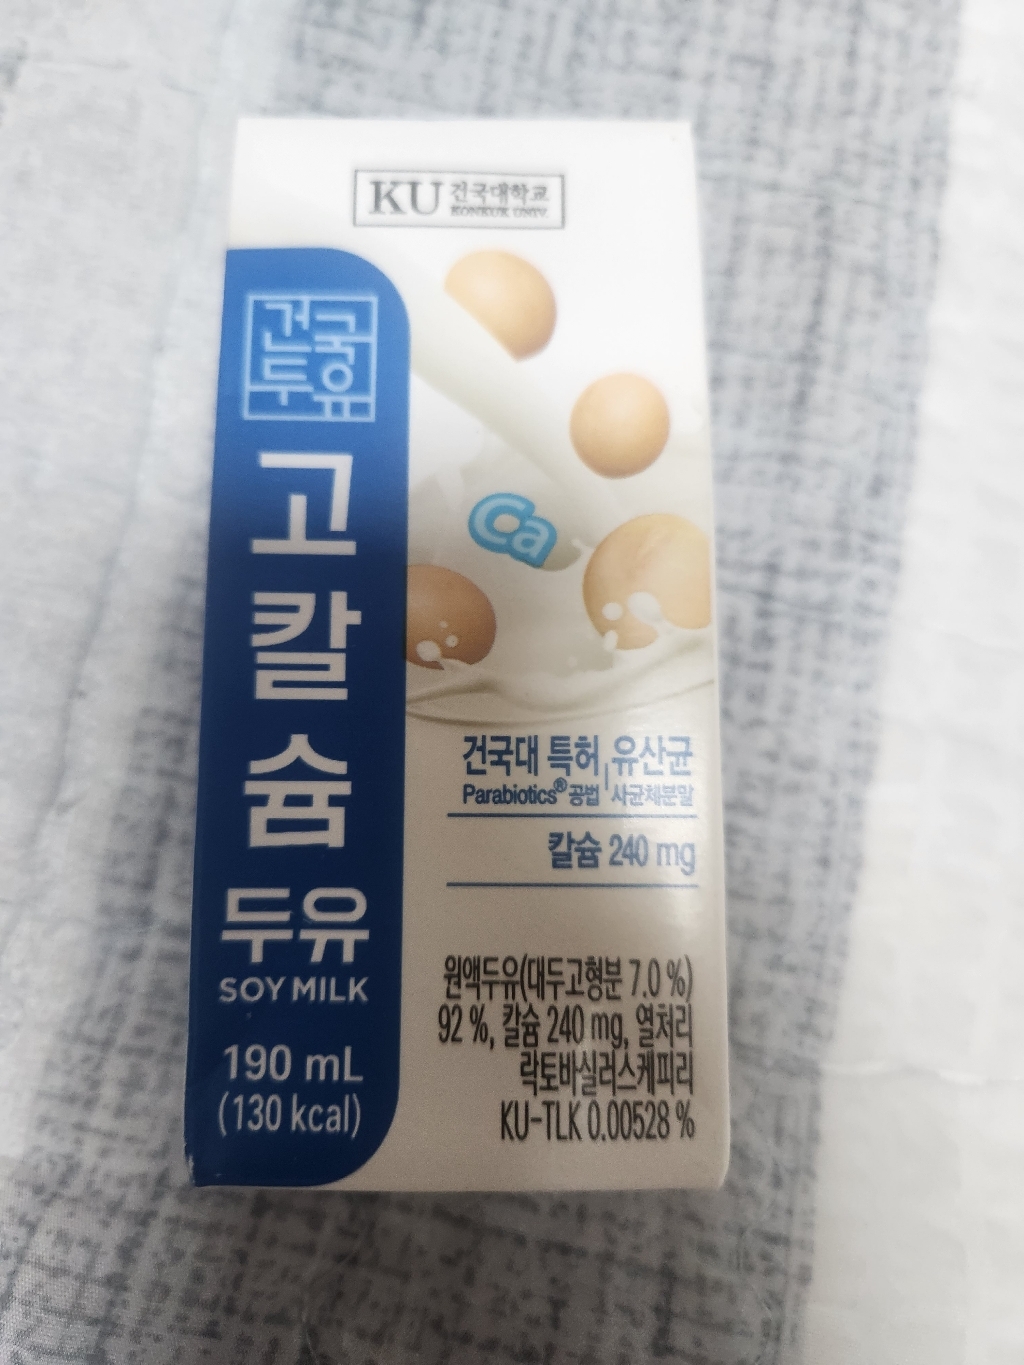 KU 건국대학교
KONKUK UNIV.
건국
두유
고
칼
슘
두유
SOY MILK
190 mL
(130 kcal)
Ca
건국대 특허 유산균
Parabiotics® 공법 사균체분말
칼슘 240 mg
원액두유(대두고형분 7.0 %)
92 %, 칼슘 240 mg, 열처리
락토바실러스케피리
KU-TLK 0.00528 %